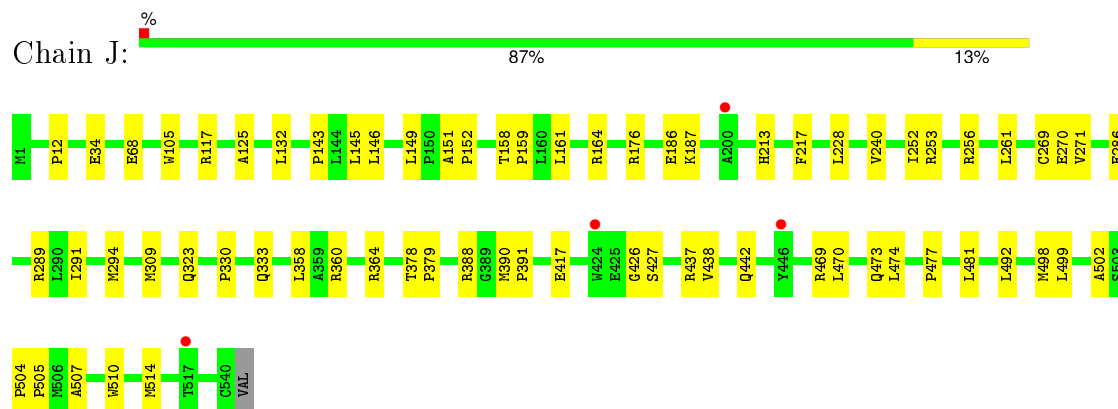 %
Chain J:
87% 13%
M1 P12 E34 E68 W105 R117 A125 L132 P143 L144 L145 L146 L149 P150 A151 P152 T158 P159 L160 L161 R164 R176 E186 K187 A200 H213 F217 L228 V240 I252 R253 R256 L261 C269 E270 V271
R289 L290 I291 M294 M309 Q323 P330 Q333 L358 A359 R360 R364 T378 P379 R388 G389 M390 P391 E417 W424 E425 G426 S427 R437 V438 Q442 Y446 R469 L470 Q473 L474 P477 L481 L492 M498 L499 A502 S503
P504 P505 M506 A507 W510 M514 T517 C540 VAL